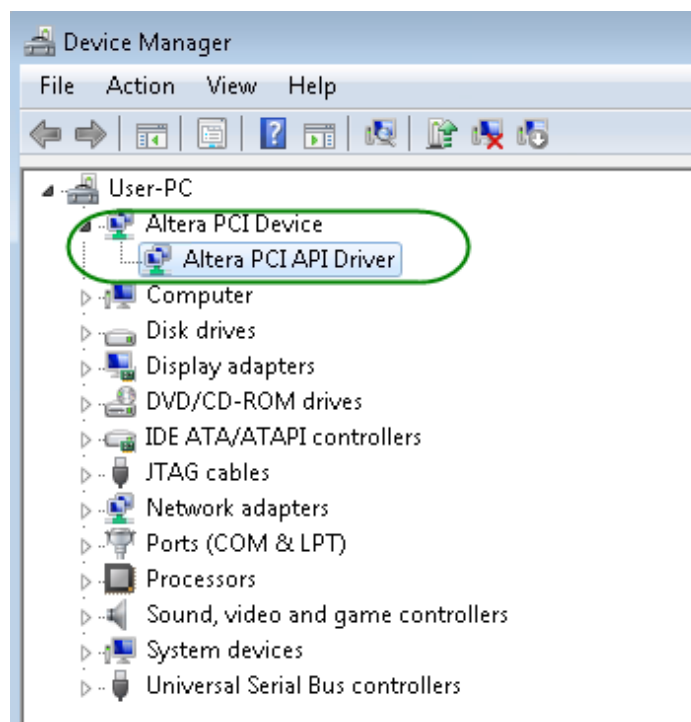 Device Manager
File Action View Help
User-PC
Altera PCI Device
Altera PCI API Driver
Computer
Disk drives
Display adapters
DVD/CD-ROM drives
IDE ATA/ATAPI controllers
JTAG cables
Network adapters
Ports (COM & LPT)
Processors
Sound, video and game controllers
System devices
Universal Serial Bus controllers